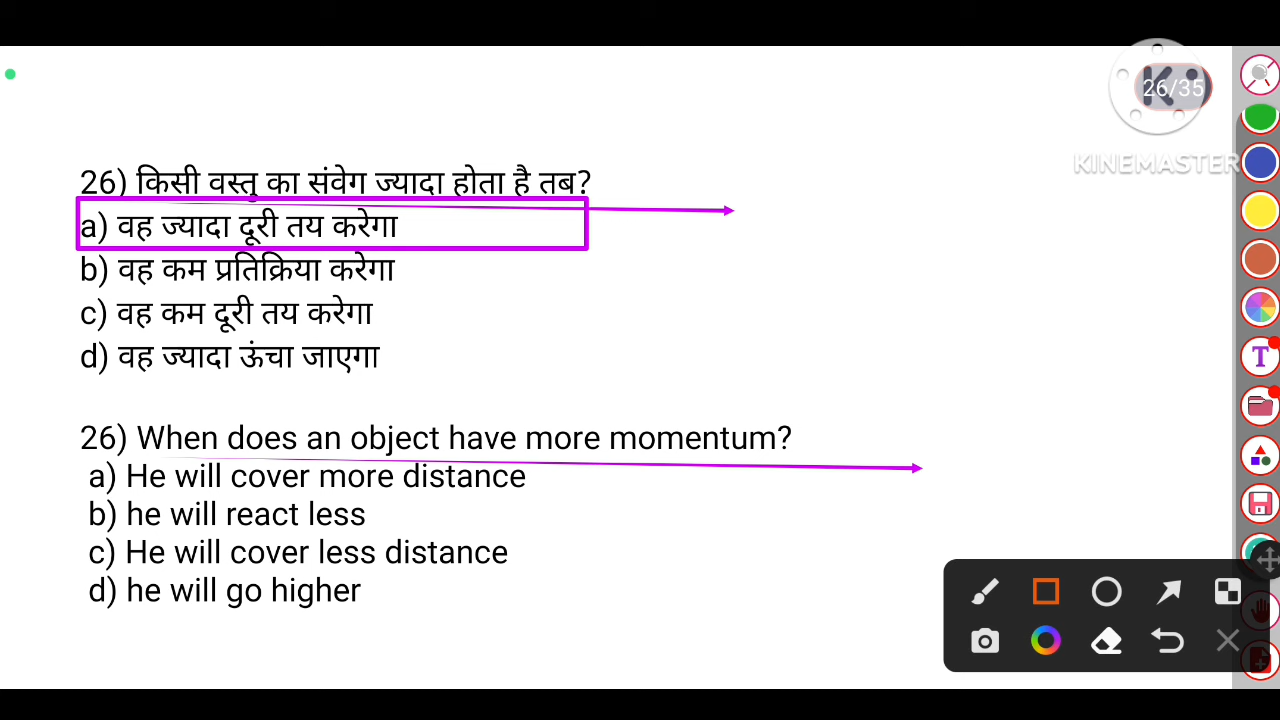 26/35
KINEMASTER
26) किसी वस्तु का संवेग ज्यादा होता है तब?
a) वह ज्यादा दूरी तय करेगा
b) वह कम प्रतिक्रिया करेगा
c) वह कम दूरी तय करेगा
d) वह ज्यादा ऊंचा जाएगा
26) When does an object have more momentum?
a) He will cover more distance
b) he will react less
c) He will cover less distance
d) he will go higher
T